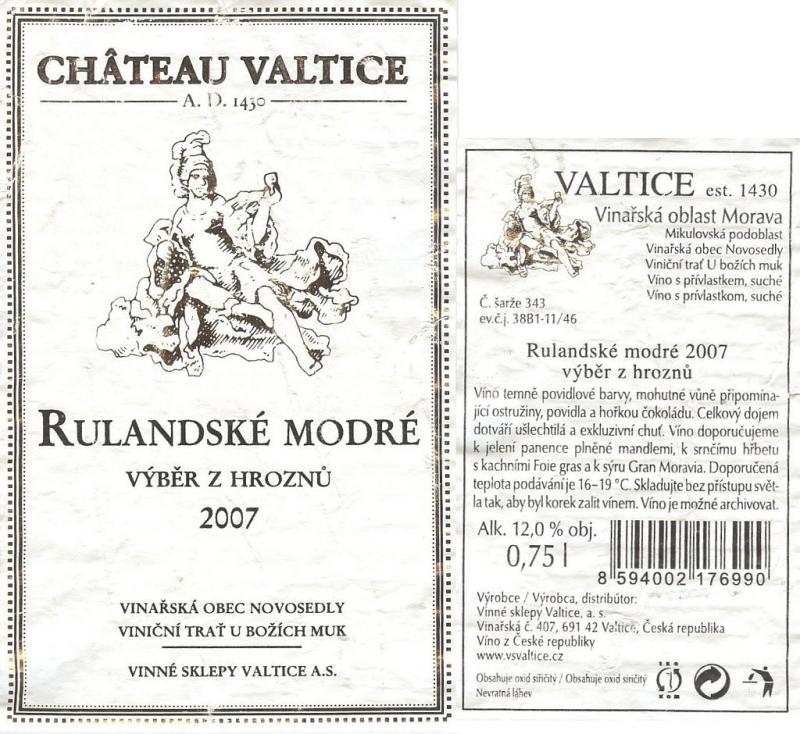 CHÂTEAU VALTICE
A. D. 1430
RULANDSKÉ MODRÉ
VÝBĚR Z HROZNŮ
2007
VINAŘSKÁ OBEC NOVOSEDLY
VINIČNÍ TRAŤ U BOŽÍCH MUK
VINNÉ SKLEPY VALTICE A.S.
VALTICE est. 1430
Vinařská oblast Morava
Mikulovská podoblast
Vinařská obec Novosedly
Viniční trať U božích muk
Víno s přívlastkem, suché
Víno s prívlastkom, suché
Č. šarže 343
ev.č.j. 38B1-11/46
Rulandské modré 2007
výběr z hroznů
Víno temně povidlové barvy, mohutné vůně připomína-
jící ostružiny, povidla a hořkou čokoládu. Celkový dojem
dotváří ušlechtilá a exkluzivní chuť. Víno doporučujeme
k jelení panence plněné mandlemi, k srnčímu hřbetu
s kachními Foie gras a k sýru Gran Moravia. Doporučená
teplota podávání je 16–19 °C. Skladujte bez přístupu svět-
la tak, aby byl korek zalit vínem. Víno je možné archivovat.
Alk. 12,0 % obj.
0,75 l
8 594002 176990
Výrobce / Výrobca, distribútor:
Vinné sklepy Valtice, a. s.
Vinařská č. 407, 691 42 Valtice, Česká republika
Víno z České republiky
www.vsvaltice.cz
Obsahuje oxid siřičitý / Obsahuje oxid siričitý
Nevratná láhev